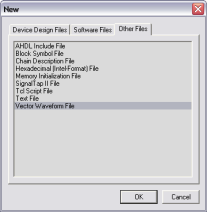 New
Device Design Files
Software Files
Other Files
AHDL Include File
Block Symbol File
Chain Description File
Hexadecimal (Intel-Format) File
Memory Initialization File
SignalTap II File
Tcl Script File
Text File
Vector Waveform File
OK
Cancel